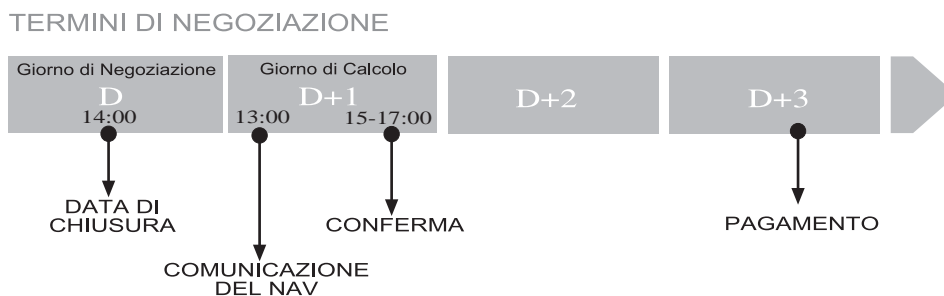 TERMINI DI NEGOZIAZIONE
Giorno di Negoziazione
D
14:00
Giorno di Calcolo
D+1
13:00 15-17:00
D+2
D+3
DATA DI
CHIUSURA
COMUNICAZIONE
DEL NAV
CONFERMA
PAGAMENTO